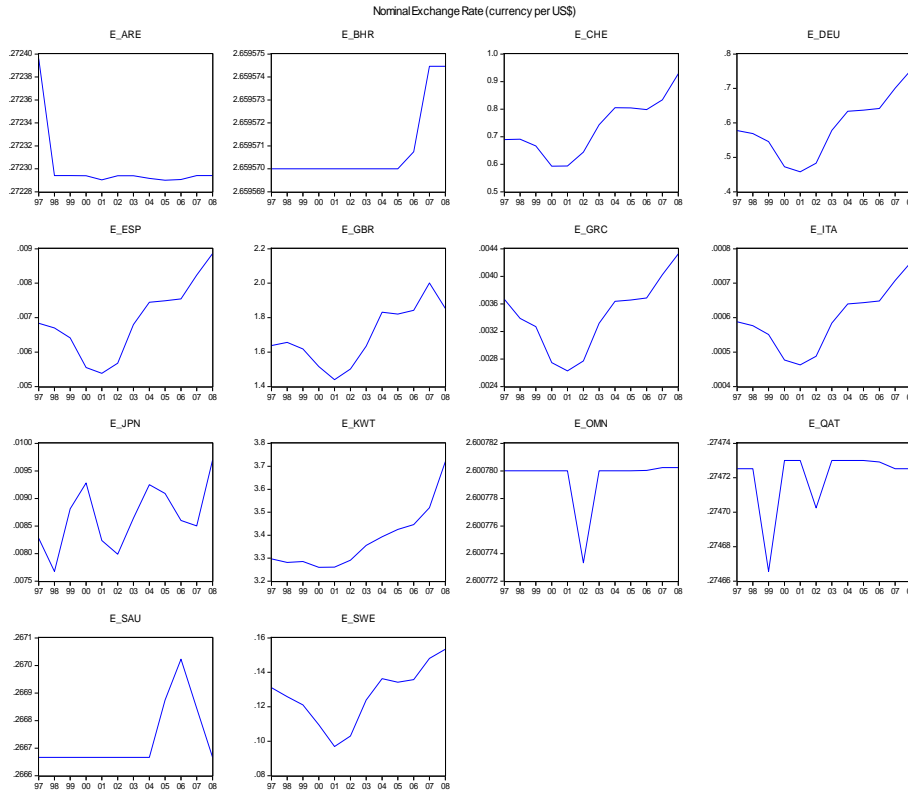 Nominal Exchange Rate (currency per US$)
E_ARE
E_BHR
E_CHE
E_DEU
.27240
.27238
.27236
.27234
.27232
.27230
.27228
97 98 99 00 01 02 03 04 05 06 07 08
2.659575
2.659574
2.659573
2.659572
2.659571
2.659570
2.659569
97 98 99 00 01 02 03 04 05 06 07 08
1.0
0.9
0.8
0.7
0.6
0.5
97 98 99 00 01 02 03 04 05 06 07 08
.8
.7
.6
.5
.4
97 98 99 00 01 02 03 04 05 06 07 08
E_ESP
E_GBR
E_GRC
E_ITA
.009
.008
.007
.006
.005
97 98 99 00 01 02 03 04 05 06 07 08
2.2
2.0
1.8
1.6
1.4
97 98 99 00 01 02 03 04 05 06 07 08
.0044
.0040
.0036
.0032
.0028
.0024
97 98 99 00 01 02 03 04 05 06 07 08
.0008
.0007
.0006
.0005
.0004
97 98 99 00 01 02 03 04 05 06 07 08
E_JPN
E_KWT
E_OMN
E_QAT
.0100
.0095
.0090
.0085
.0080
.0075
97 98 99 00 01 02 03 04 05 06 07 08
3.8
3.7
3.6
3.5
3.4
3.3
3.2
97 98 99 00 01 02 03 04 05 06 07 08
2.600782
2.600780
2.600778
2.600776
2.600774
2.600772
97 98 99 00 01 02 03 04 05 06 07 08
.27474
.27472
.27470
.27468
.27466
97 98 99 00 01 02 03 04 05 06 07 08
E_SAU
E_SWE
.2671
.2670
.2669
.2668
.2667
.2666
97 98 99 00 01 02 03 04 05 06 07 08
.16
.14
.12
.10
.08
97 98 99 00 01 02 03 04 05 06 07 08